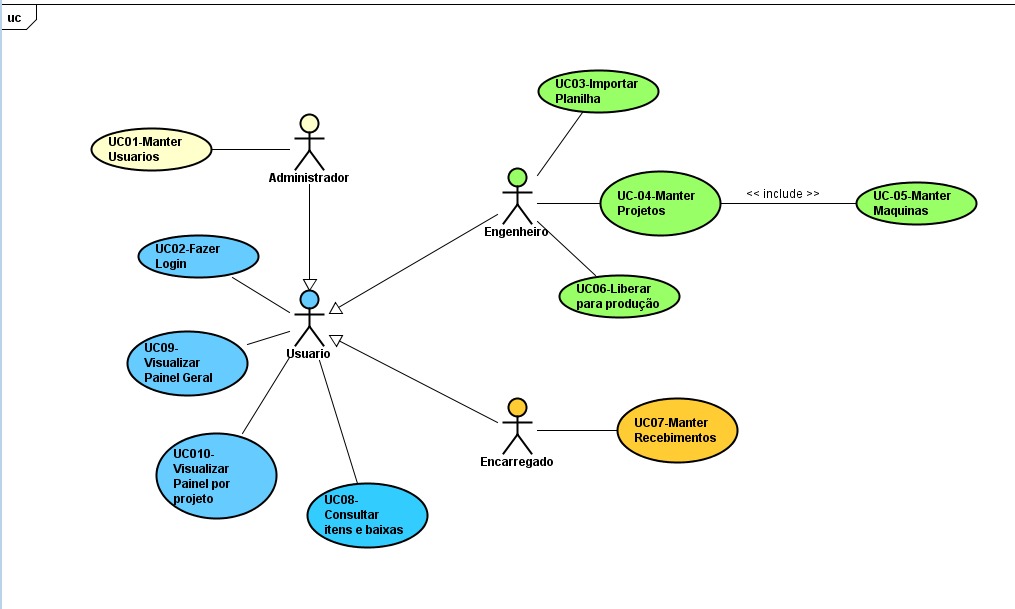 uc
UC03-Importar
Planilha
UC01-Manter
Usuarios
Administrador
UC-04-Manter
Projetos
<< include >>
UC-05-Manter
Maquinas
Engenheiro
UC02-Fazer
Login
UC06-Liberar
para produção
Usuario
UC09-
Visualizar
Painel Geral
UC07-Manter
Recebimentos
Encarregado
UC010-
Visualizar
Painel por
projeto
UC08-
Consultar
itens e baixas